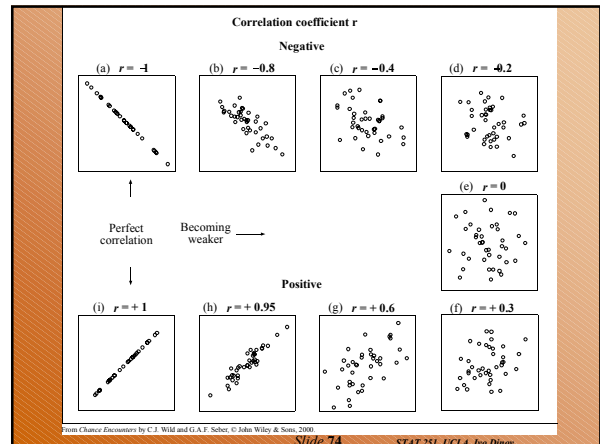 Correlation coefficient r
Negative
(a) r = −1
(b) r = −0.8
(c) r = −0.4
(d) r = −0.2
(e) r = 0
Perfect
correlation
Becoming
weaker
Positive
(i) r = + 1
(h) r = + 0.95
(g) r = + 0.6
(f) r = + 0.3
From Chance Encounters by C.J. Wild and G.A.F. Seber, © John Wiley & Sons, 2000.
Slide 74
STAT 251, UCLA, Ivo Dinov